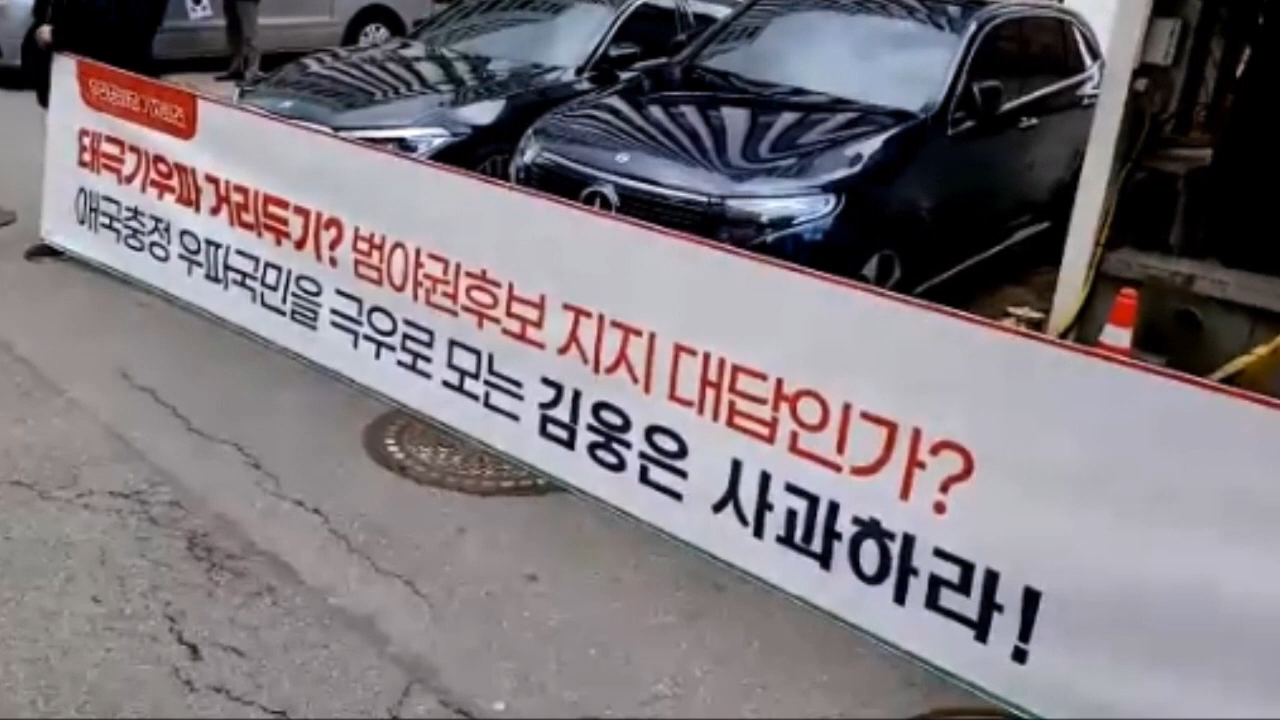 태극기우파 거리두기? 범야권후보 지지 대답인가?
애국충정 우파국민을 극우로 모는 김웅은 사과하라!